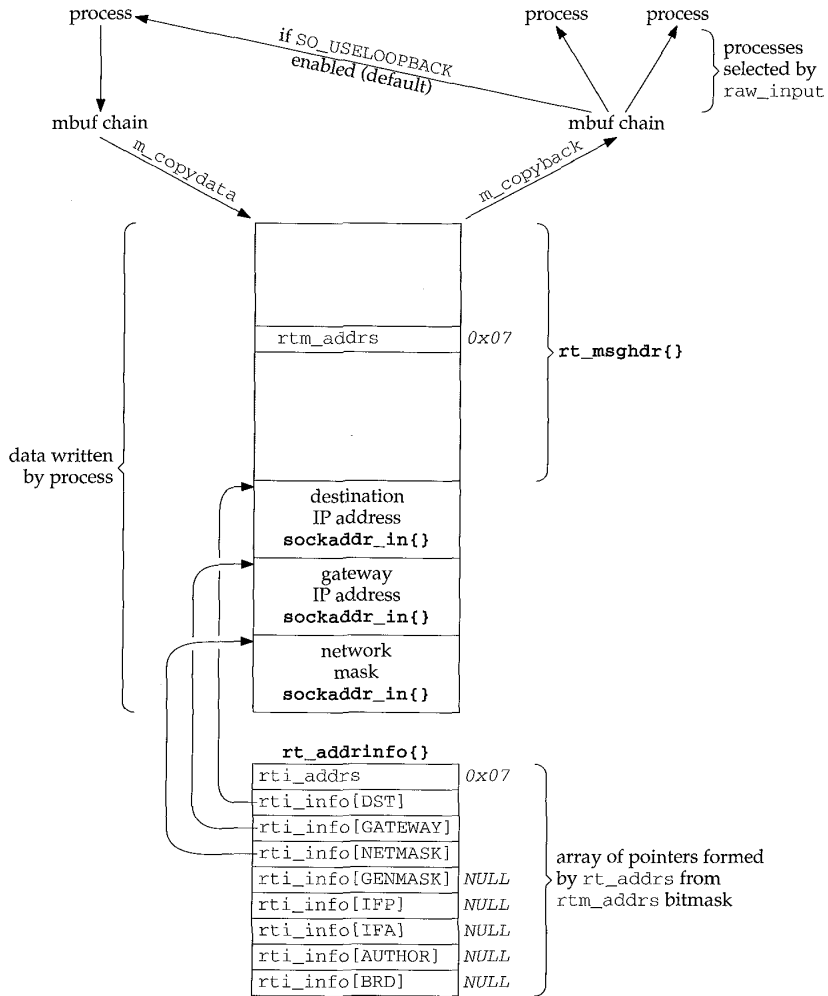 process
process
process
if SO_USELOOPBACK
enabled (default)
processes
selected by
raw_input
mbuf chain
mbuf chain
m_copydata
m_copyback
rtm_addrs
0x07
rt_msghdr{}
data written
by process
destination
IP address
sockaddr_in{}
gateway
IP address
sockaddr_in{}
network
mask
sockaddr_in{}
rt_addrinfo{}
rti_addrs
0x07
rti_info[DST]
rti_info[GATEWAY]
rti_info[NETMASK]
rti_info[GENMASK]
NULL
rti_info[IFP]
NULL
rti_info[IFA]
NULL
rti_info[AUTHOR]
NULL
rti_info[BRD]
NULL
array of pointers formed
by rt_addrs from
rtm_addrs bitmask